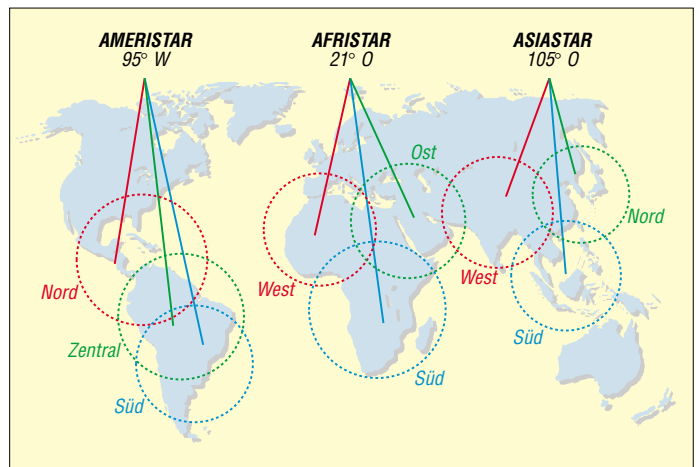 AMERISTAR
95° W
AFRISTAR
21° O
ASIASTAR
105° O
Ost
Nord
West
West
Nord
Zentral
Süd
Süd
Süd